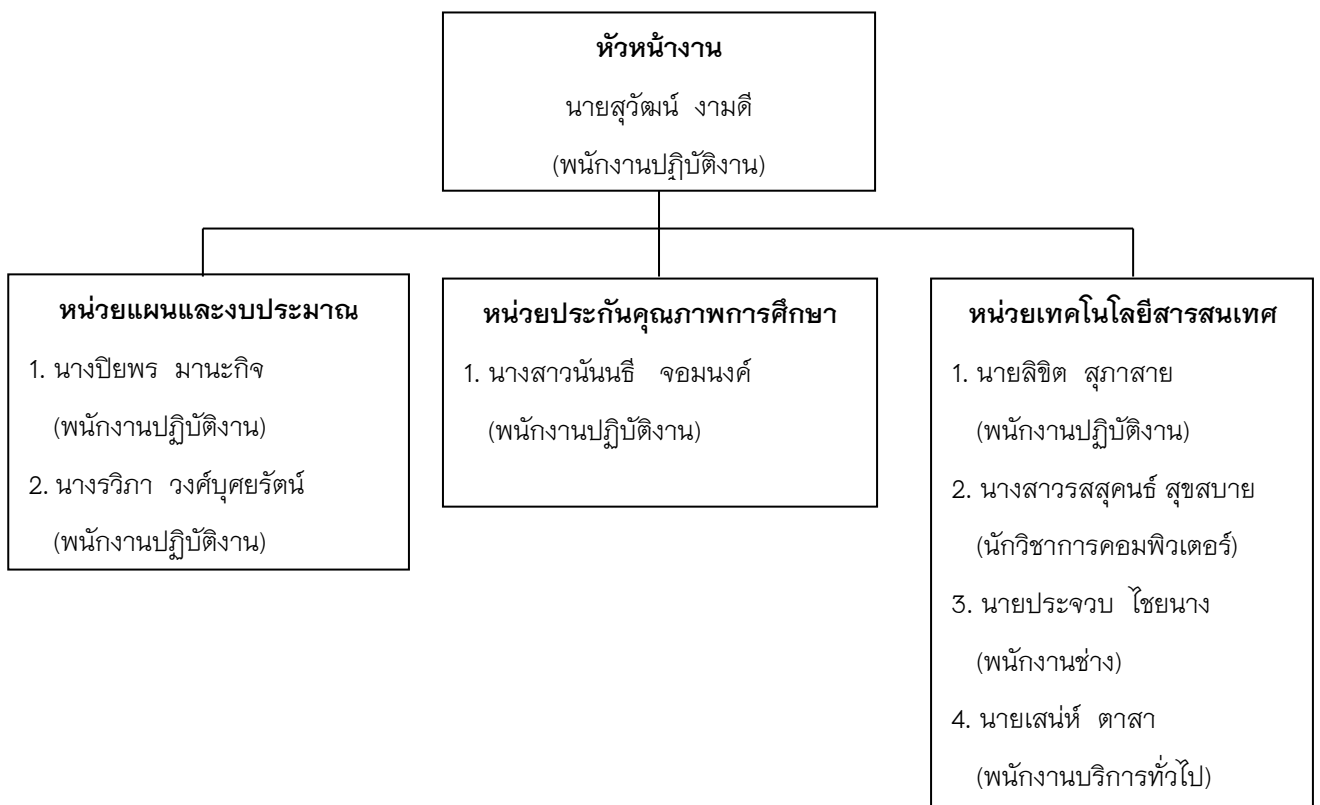 หัวหน้างาน
นายสุวัฒน์ งามดี
(พนักงานปฏิบัติงาน)
หน่วยแผนและงบประมาณ
1. นางปิยพร มานะกิจ
(พนักงานปฏิบัติงาน)
2. นางรวิภา วงศ์บุศยรัตน์
(พนักงานปฏิบัติงาน)
หน่วยประกันคุณภาพการศึกษา
1. นางสาวนันนธี จอมนงค์
(พนักงานปฏิบัติงาน)
หน่วยเทคโนโลยีสารสนเทศ
1. นายลิขิต สุภาสาย
(พนักงานปฏิบัติงาน)
2. นางสาวรสสุคนธ์ สุขสบาย
(นักวิชาการคอมพิวเตอร์)
3. นายประจวบ ไชยนาง
(พนักงานช่าง)
4. นายเสน่ห์ ตาสา
(พนักงานบริการทั่วไป)